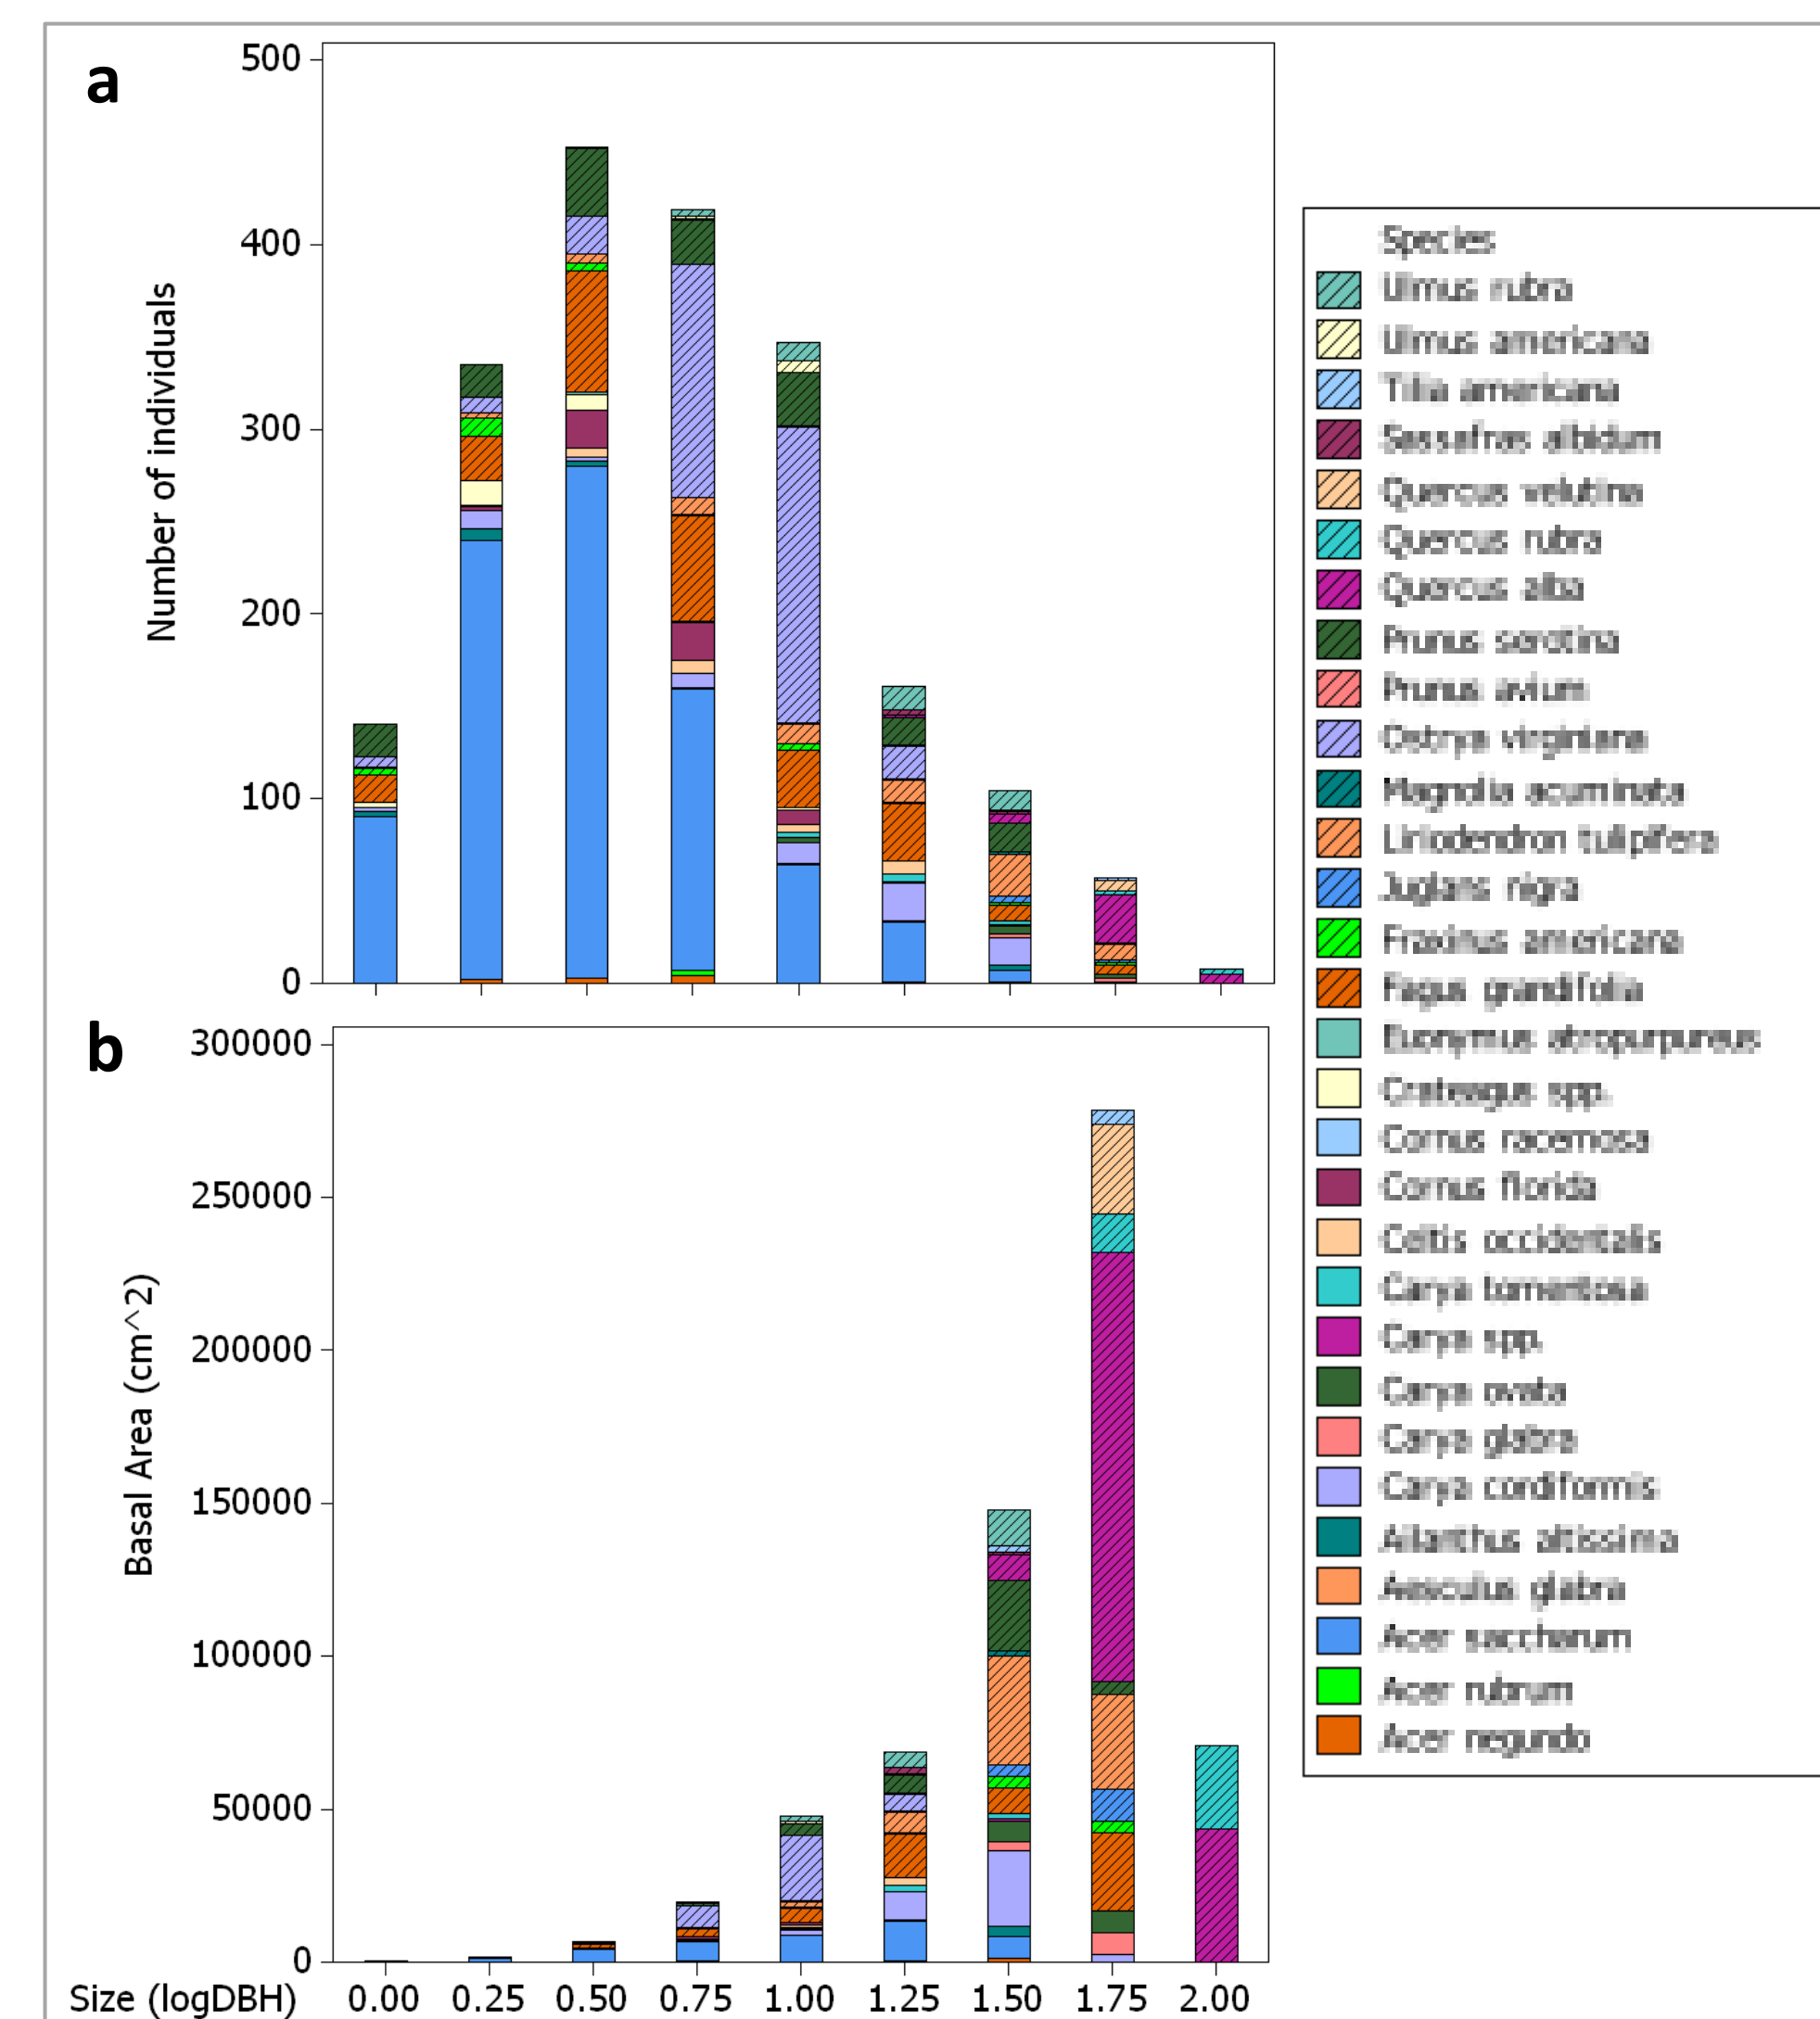 a
500
400
300
200
100
0
Number of individuals
b
300000
250000
200000
150000
100000
50000
0
Basal Area (cm^2)
Size (logDBH) 0.00 0.25 0.50 0.75 1.00 1.25 1.50 1.75 2.00
Species
Ulmus rubra
Ulmus americana
Tilia americana
Sassafras albidum
Quercus velutina
Quercus rubra
Quercus alba
Prunus serotina
Prunus avium
Ostrya virginiana
Magnolia acuminata
Liriodendron tulipifera
Juglans nigra
Fraxinus americana
Fagus grandifolia
Euonymus atropurpureus
Crataegus spp.
Cornus racemosa
Cornus florida
Celtis occidentalis
Carya tomentosa
Carya spp.
Carya ovata
Carya glabra
Carya cordiformis
Ailanthus altissima
Aesculus glabra
Acer saccharum
Acer rubrum
Acer negundo